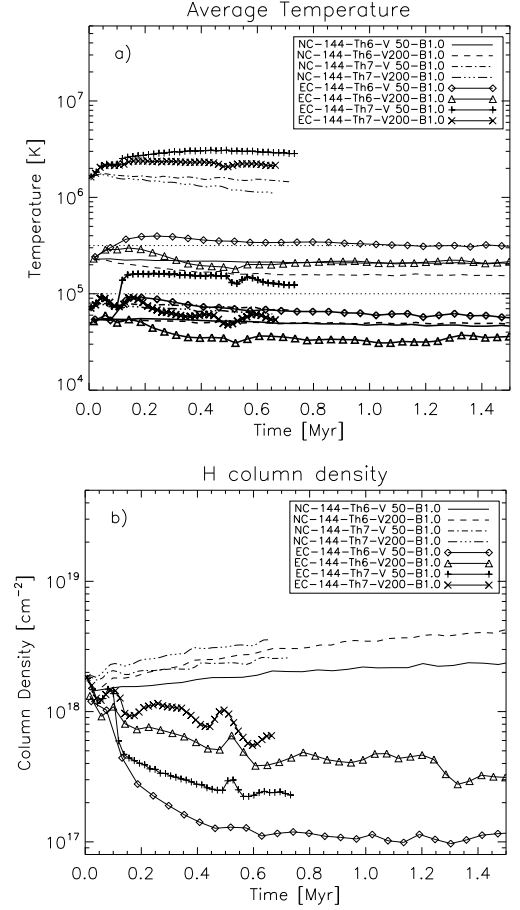 Average Temperature
a)
NC-144-Th6-V 50-B1.0
NC-144-Th6-V200-B1.0
NC-144-Th7-V 50-B1.0
NC-144-Th7-V200-B1.0
EC-144-Th6-V 50-B1.0
EC-144-Th6-V200-B1.0
EC-144-Th7-V 50-B1.0
EC-144-Th7-V200-B1.0
Temperature [K]
10^7
10^6
10^5
10^4
0.0 0.2 0.4 0.6 0.8 1.0 1.2 1.4
Time [Myr]
H column density
b)
NC-144-Th6-V 50-B1.0
NC-144-Th6-V200-B1.0
NC-144-Th7-V 50-B1.0
NC-144-Th7-V200-B1.0
EC-144-Th6-V 50-B1.0
EC-144-Th6-V200-B1.0
EC-144-Th7-V 50-B1.0
EC-144-Th7-V200-B1.0
Column Density [cm^-2]
10^19
10^18
10^17
0.0 0.2 0.4 0.6 0.8 1.0 1.2 1.4
Time [Myr]